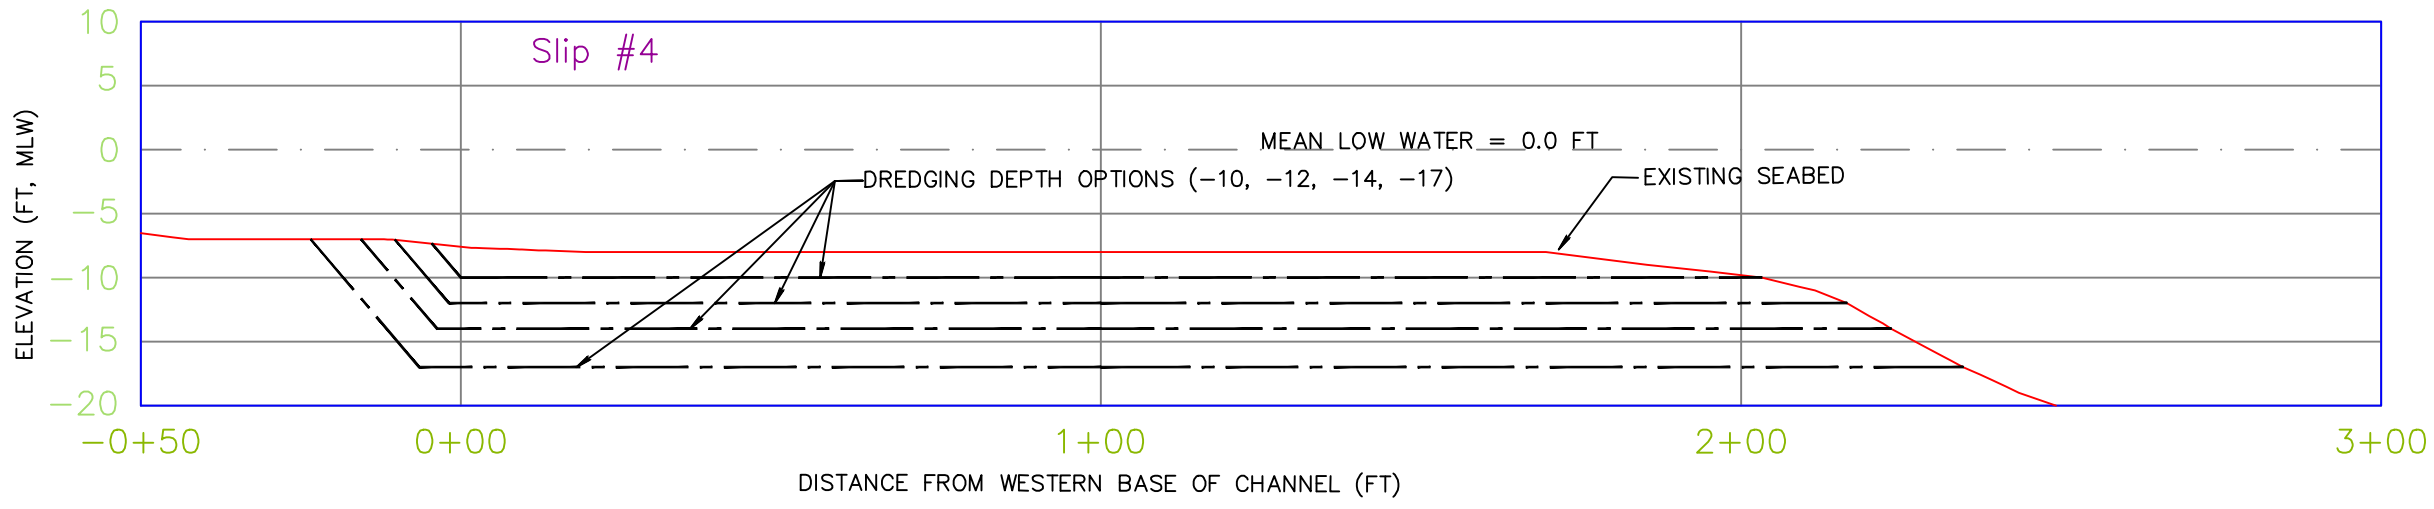 10
Slip #4
5
0
MEAN LOW WATER = 0.0 FT
DREDGING DEPTH OPTIONS (-10, -12, -14, -17)
EXISTING SEABED
-5
-10
-15
-20
ELEVATION (FT, MLW)
-0+50 0+00 1+00 2+00 3+00
DISTANCE FROM WESTERN BASE OF CHANNEL (FT)